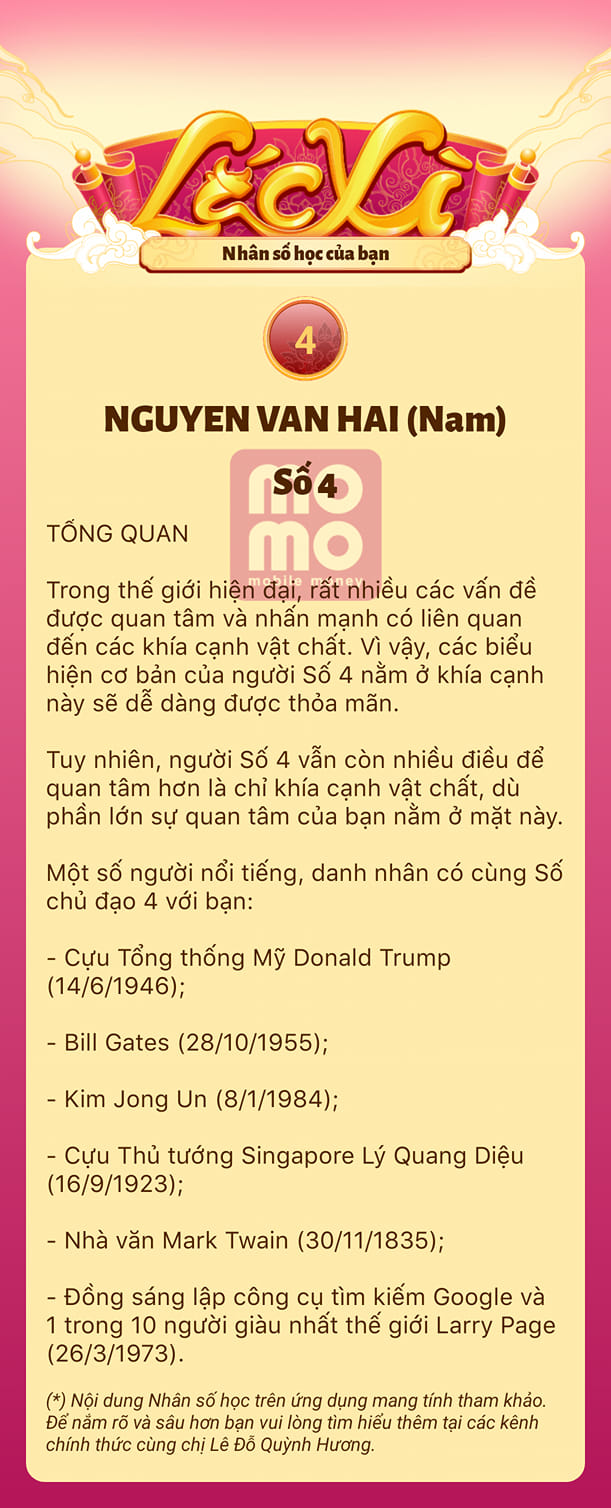 Lắc Xì
Nhân số học của bạn
4
NGUYEN VAN HAI (Nam)
Số 4
momo
mobile money
TỔNG QUAN
Trong thế giới hiện đại, rất nhiều các vấn đề
được quan tâm và nhấn mạnh có liên quan
đến các khía cạnh vật chất. Vì vậy, các biểu
hiện cơ bản của người Số 4 nằm ở khía cạnh
này sẽ dễ dàng được thỏa mãn.
Tuy nhiên, người Số 4 vẫn còn nhiều điều để
quan tâm hơn là chỉ khía cạnh vật chất, dù
phần lớn sự quan tâm của bạn nằm ở mặt này.
Một số người nổi tiếng, danh nhân có cùng Số
chủ đạo 4 với bạn:
- Cựu Tổng thống Mỹ Donald Trump
(14/6/1946);
- Bill Gates (28/10/1955);
- Kim Jong Un (8/1/1984);
- Cựu Thủ tướng Singapore Lý Quang Diệu
(16/9/1923);
- Nhà văn Mark Twain (30/11/1835);
- Đồng sáng lập công cụ tìm kiếm Google và
1 trong 10 người giàu nhất thế giới Larry Page
(26/3/1973).
(*) Nội dung Nhân số học trên ứng dụng mang tính tham khảo.
Để nắm rõ và sâu hơn bạn vui lòng tìm hiểu thêm tại các kênh
chính thức cùng chị Lê Đỗ Quỳnh Hương.